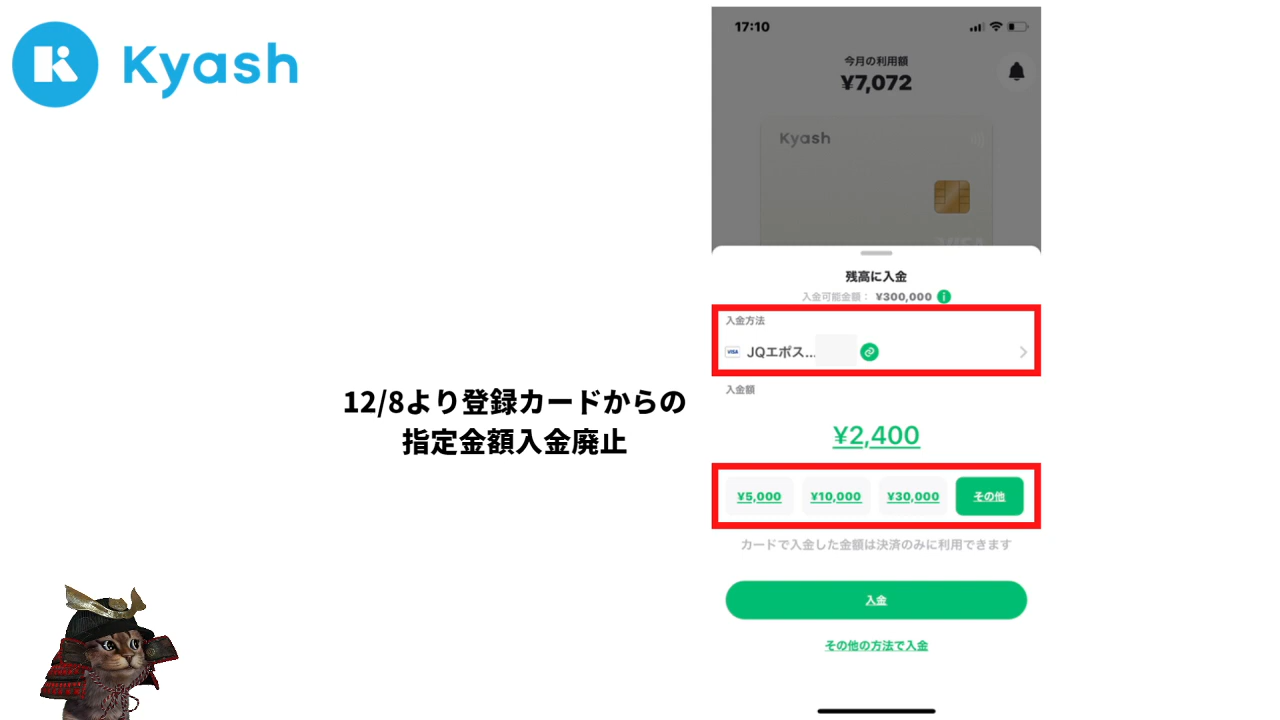 Kyash
12/8より登録カードからの
指定金額入金廃止
17:10
今月の利用額
¥7,072
Kyash
VISA
残高に入金
入金可能金額： ¥300,000
入金方法
VISA JQエポス...
入金額
¥2,400
¥5,000 ¥10,000 ¥30,000 その他
カードで入金した金額は決済のみに利用できます
入金
その他の方法で入金